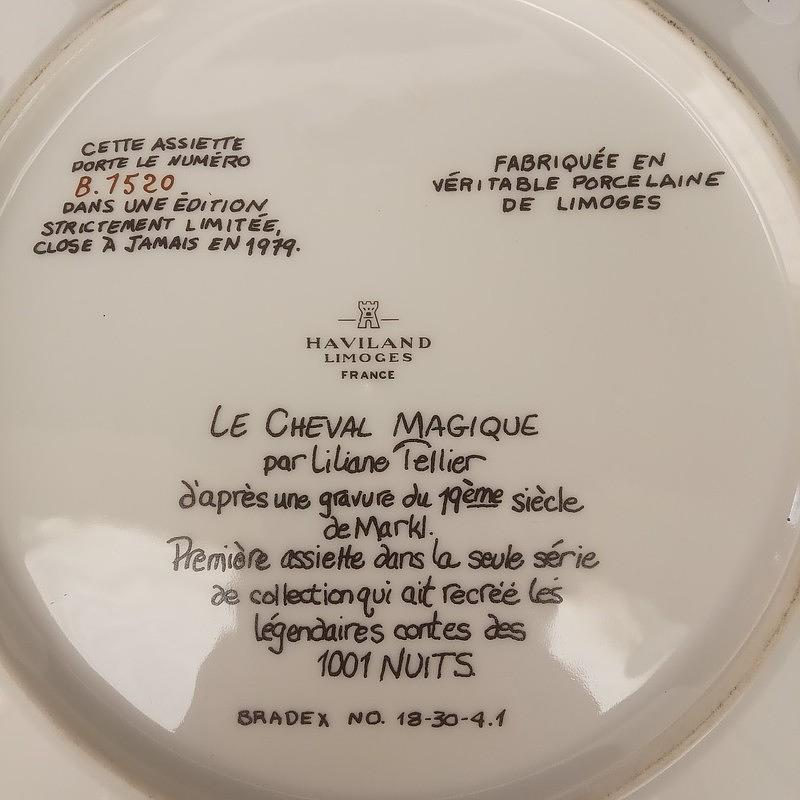 CETTE ASSIETTE
PORTE LE NUMÉRO
B.1520
DANS UNE ÉDITION
STRICTEMENT LIMITÉE,
CLOSE À JAMAIS EN 1979.
FABRIQUÉE EN
VÉRITABLE PORCELAINE
DE LIMOGES
HAVILAND
LIMOGES
FRANCE
LE CHEVAL MAGIQUE
par Liliane Tellier
d'après une gravure du 19ème siècle
de Markl.
Première assiette dans la seule série
de collection qui ait recréé les
légendaires contes des
1001 NUITS.
BRADEX NO. 18-30-4.1